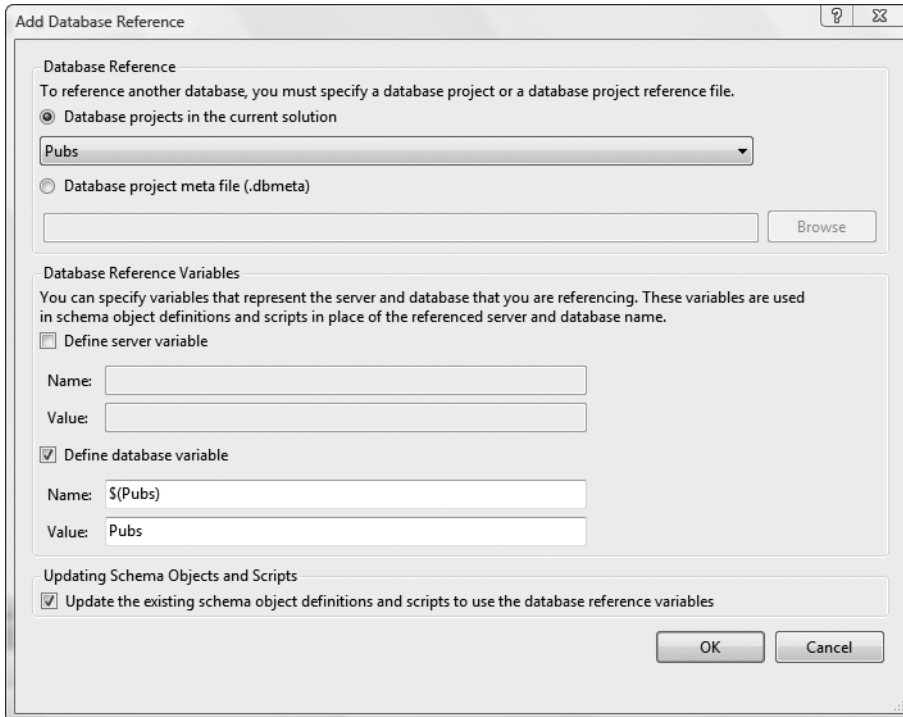 Add Database Reference
?
Database Reference
To reference another database, you must specify a database project or a database project reference file.
Database projects in the current solution
Pubs
Database project meta file (.dbmeta)
Browse
Database Reference Variables
You can specify variables that represent the server and database that you are referencing. These variables are used
in schema object definitions and scripts in place of the referenced server and database name.
Define server variable
Name:
Value:
Define database variable
Name: $(Pubs)
Value: Pubs
Updating Schema Objects and Scripts
Update the existing schema object definitions and scripts to use the database reference variables
OK Cancel